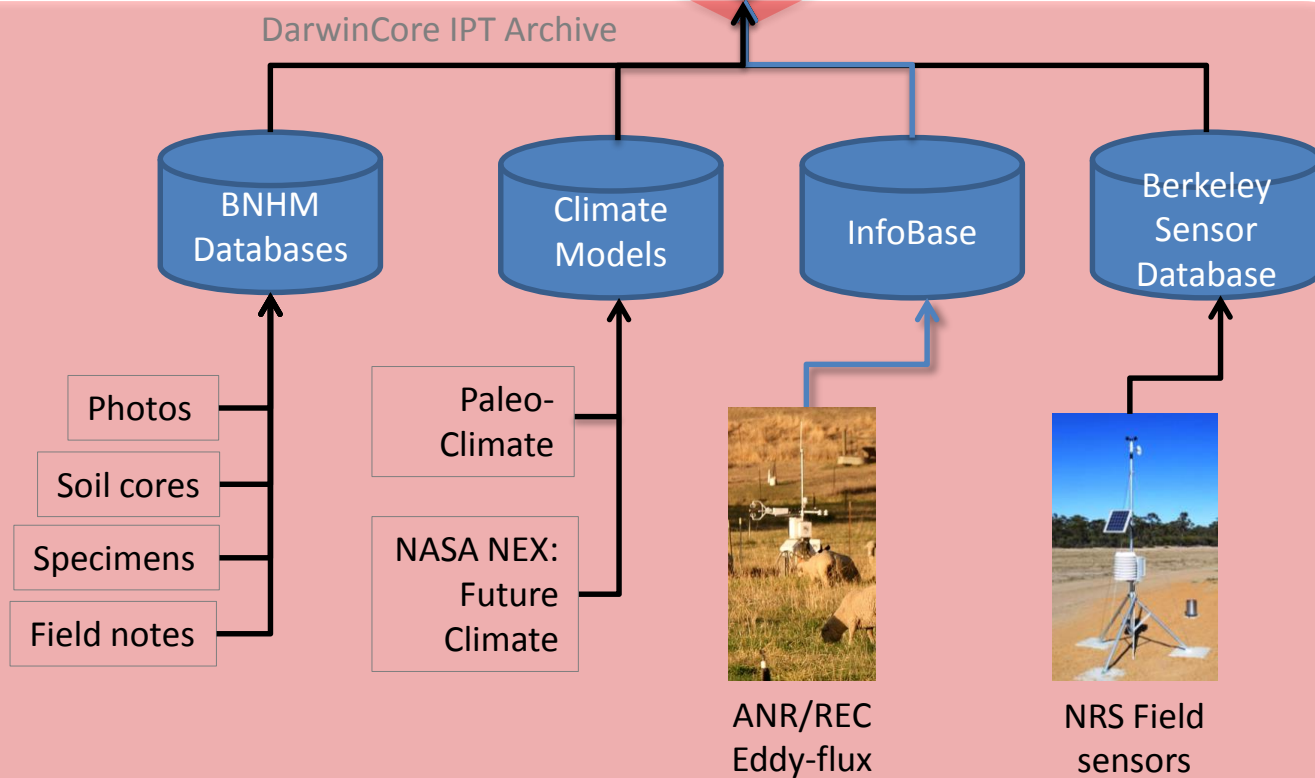 DarwinCore IPT Archive
BNHM
Databases
Climate
Models
InfoBase
Berkeley
Sensor
Database
Photos
Soil cores
Specimens
Field notes
Paleo-
Climate
NASA NEX:
Future
Climate
ANR/REC
Eddy-flux
NRS Field
sensors